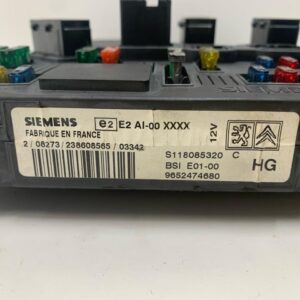 SIEMENS e2 E2 AI-00 XXXX
FABRIQUE EN FRANCE
2 / 08273 / 238608565 / 03342
12V
S118085320 C
BSI E01-00
9652474680
HG